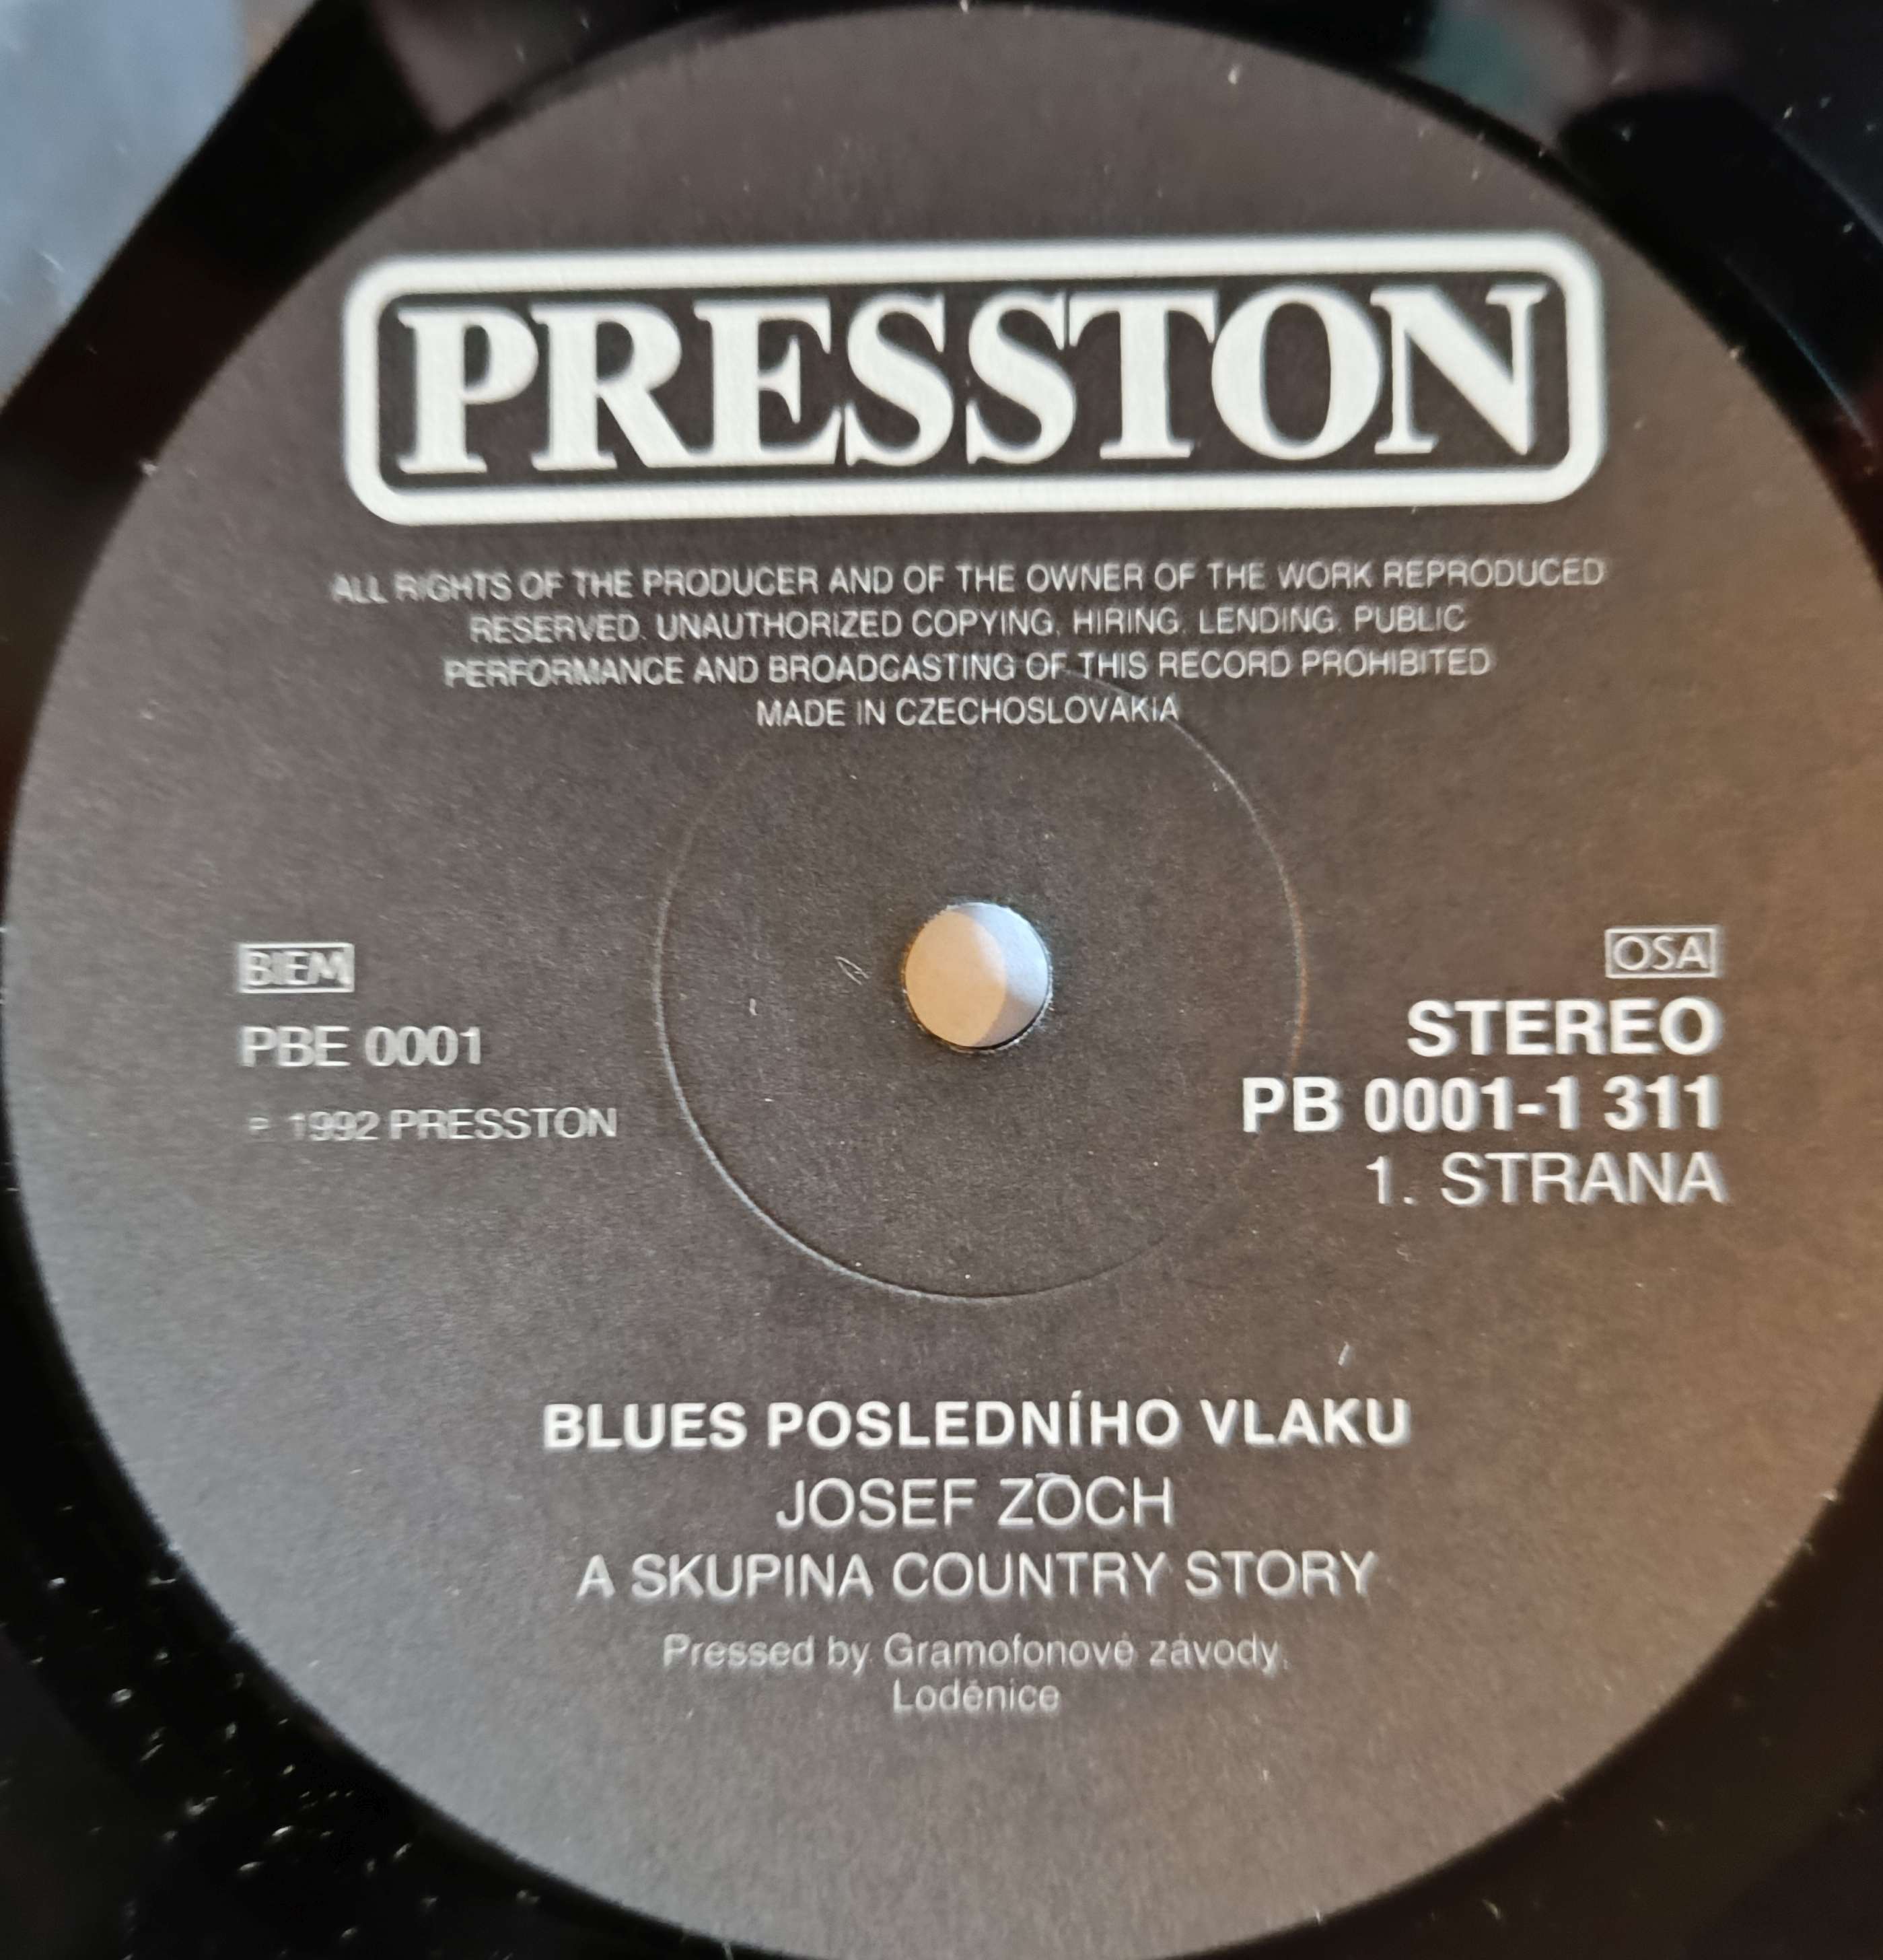 PRESSTON
ALL RIGHTS OF THE PRODUCER AND OF THE OWNER OF THE WORK REPRODUCED
RESERVED. UNAUTHORIZED COPYING, HIRING, LENDING, PUBLIC
PERFORMANCE AND BROADCASTING OF THIS RECORD PROHIBITED
MADE IN CZECHOSLOVAKIA
BIEM
PBE 0001
℗ 1992 PRESSTON
OSA
STEREO
PB 0001-1 311
1. STRANA
BLUES POSLEDNÍHO VLAKU
JOSEF ZÖCH
A SKUPINA COUNTRY STORY
Pressed by Gramofonové závody,
Loděnice